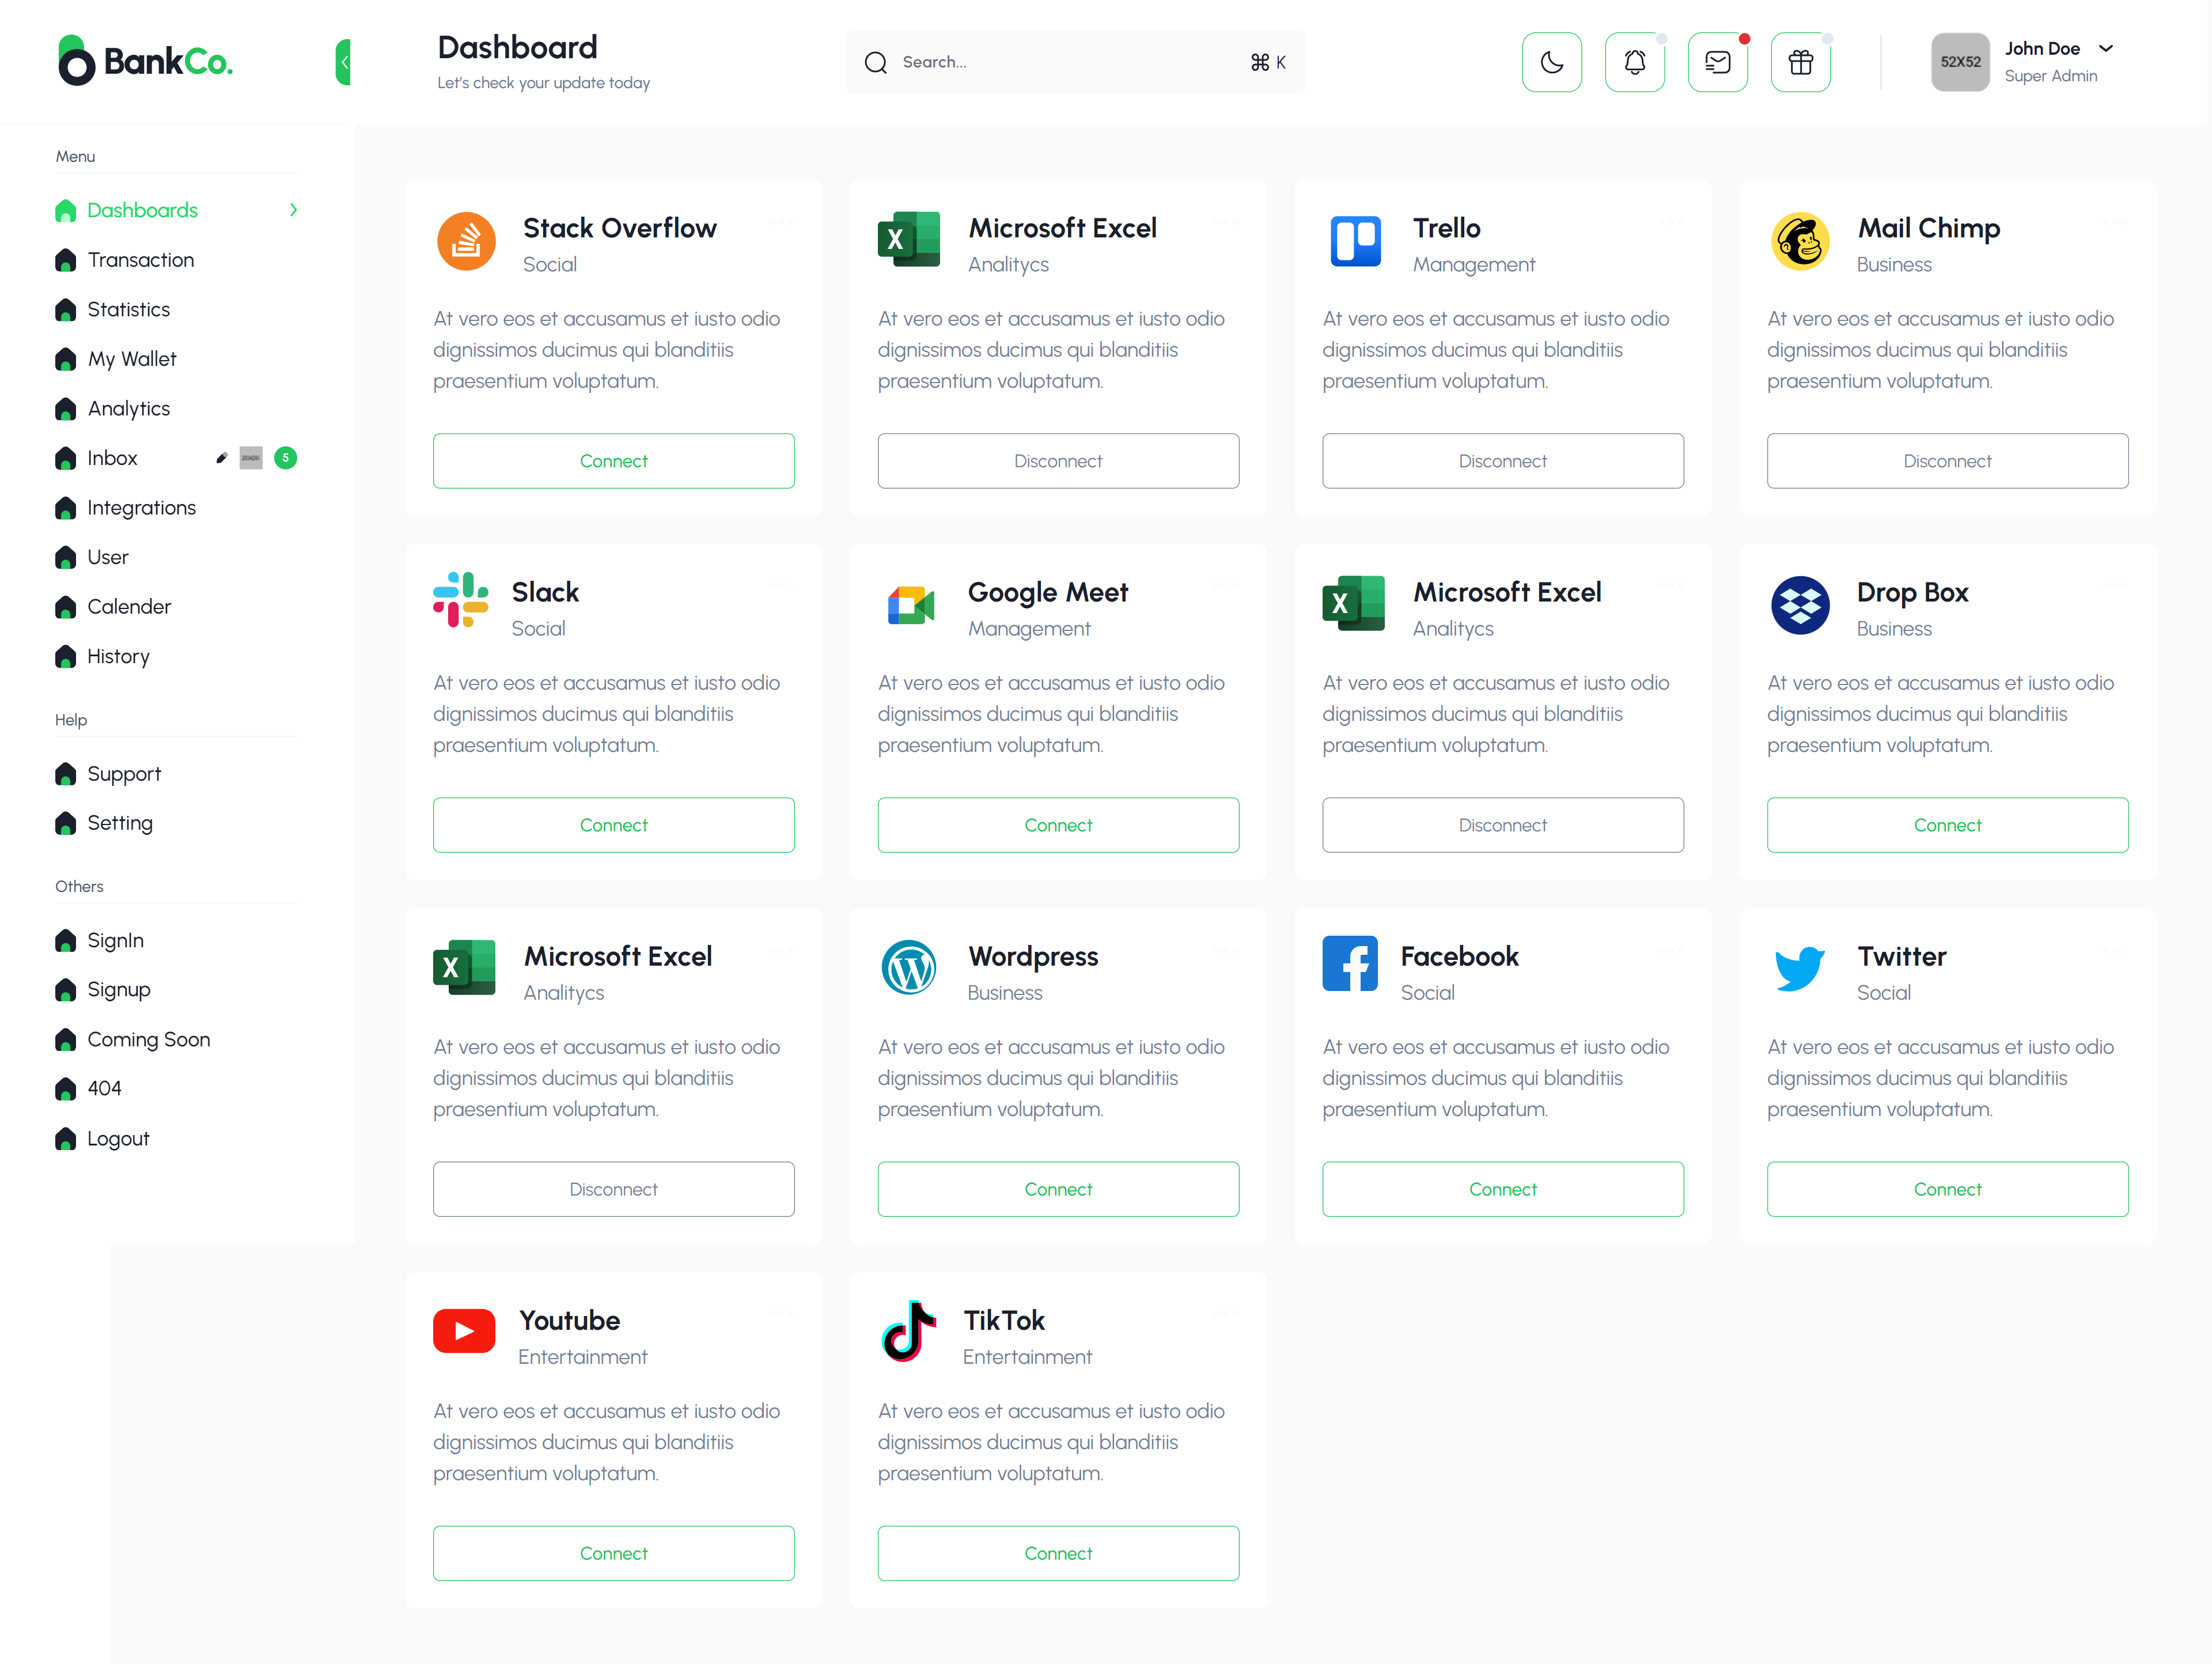 BankCo.
Dashboard
Let's check your update today
Search...
⌘ K
52X52
John Doe
Super Admin
Menu
Dashboards
Transaction
Statistics
My Wallet
Analytics
Inbox
5
Integrations
User
Calender
History
Help
Support
Setting
Others
SignIn
Signup
Coming Soon
404
Logout
Stack Overflow
Social
At vero eos et accusamus et iusto odio
dignissimos ducimus qui blanditiis
praesentium voluptatum.
Connect
Microsoft Excel
Analitycs
At vero eos et accusamus et iusto odio
dignissimos ducimus qui blanditiis
praesentium voluptatum.
Disconnect
Trello
Management
At vero eos et accusamus et iusto odio
dignissimos ducimus qui blanditiis
praesentium voluptatum.
Disconnect
Mail Chimp
Business
At vero eos et accusamus et iusto odio
dignissimos ducimus qui blanditiis
praesentium voluptatum.
Disconnect
Slack
Social
At vero eos et accusamus et iusto odio
dignissimos ducimus qui blanditiis
praesentium voluptatum.
Connect
Google Meet
Management
At vero eos et accusamus et iusto odio
dignissimos ducimus qui blanditiis
praesentium voluptatum.
Connect
Microsoft Excel
Analitycs
At vero eos et accusamus et iusto odio
dignissimos ducimus qui blanditiis
praesentium voluptatum.
Disconnect
Drop Box
Business
At vero eos et accusamus et iusto odio
dignissimos ducimus qui blanditiis
praesentium voluptatum.
Connect
Microsoft Excel
Analitycs
At vero eos et accusamus et iusto odio
dignissimos ducimus qui blanditiis
praesentium voluptatum.
Disconnect
Wordpress
Business
At vero eos et accusamus et iusto odio
dignissimos ducimus qui blanditiis
praesentium voluptatum.
Connect
Facebook
Social
At vero eos et accusamus et iusto odio
dignissimos ducimus qui blanditiis
praesentium voluptatum.
Connect
Twitter
Social
At vero eos et accusamus et iusto odio
dignissimos ducimus qui blanditiis
praesentium voluptatum.
Connect
Youtube
Entertainment
At vero eos et accusamus et iusto odio
dignissimos ducimus qui blanditiis
praesentium voluptatum.
Connect
TikTok
Entertainment
At vero eos et accusamus et iusto odio
dignissimos ducimus qui blanditiis
praesentium voluptatum.
Connect